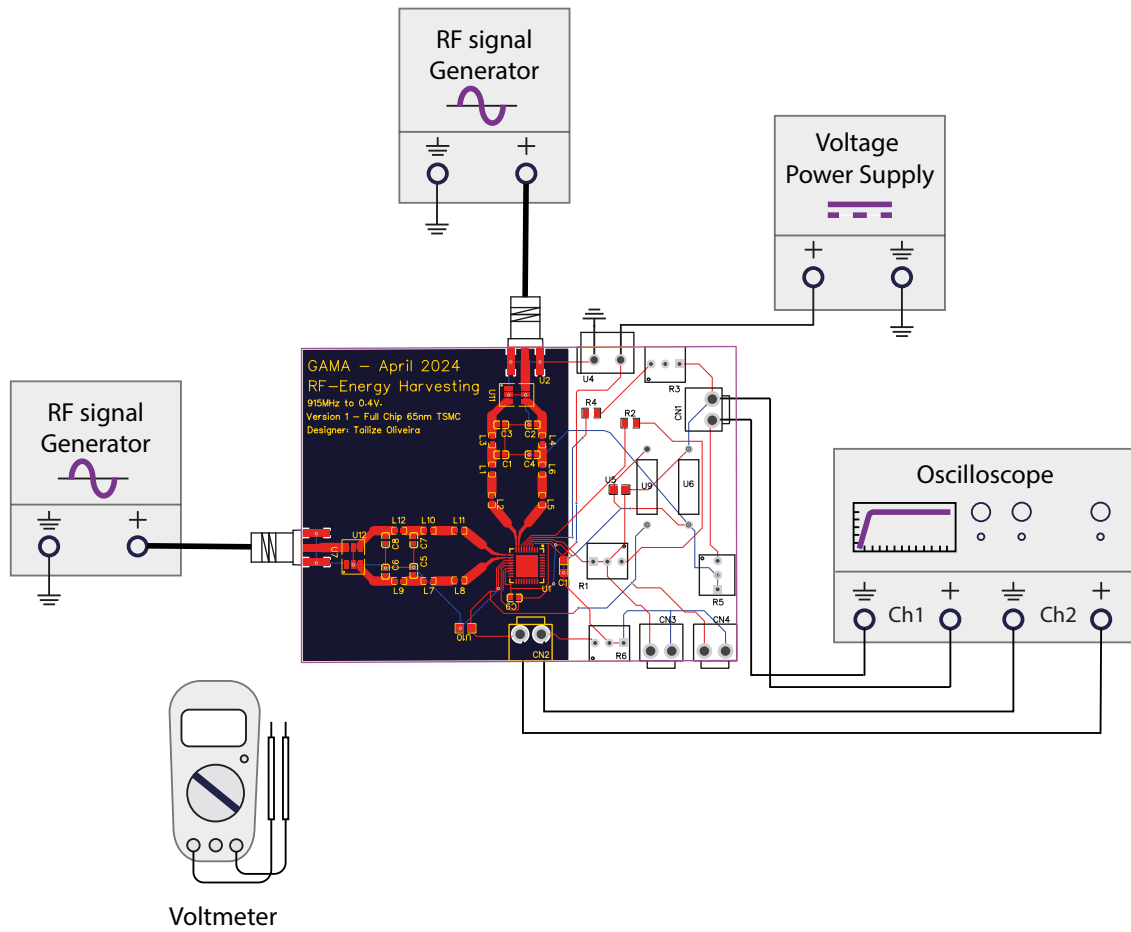 RF signal
Generator
+
Voltage
Power Supply
+
RF signal
Generator
+
GAMA - April 2024
RF-Energy Harvesting
915MHz to 0.4V.
Version 1 - Full Chip 65nm TSMC
Designer: Tailize Oliveira
U2
U11
U4
R3
CN1
R4
R2
C3
C2
L3
L4
C1
C4
L1
L6
L2
L5
U5
U9
U6
L12
L10
L11
U12
U7
C8
C7
C6
C5
L9
L7
L8
U1
C11
C9
R1
R5
U10
CN2
R6
CN3
CN4
Oscilloscope
Ch1
+
Ch2
+
Voltmeter